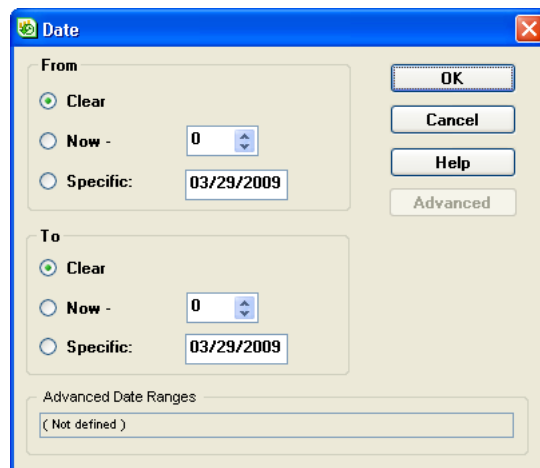 Date
From
Clear
Now - 0
Specific: 03/29/2009
OK
Cancel
Help
Advanced
To
Clear
Now - 0
Specific: 03/29/2009
Advanced Date Ranges
( Not defined )